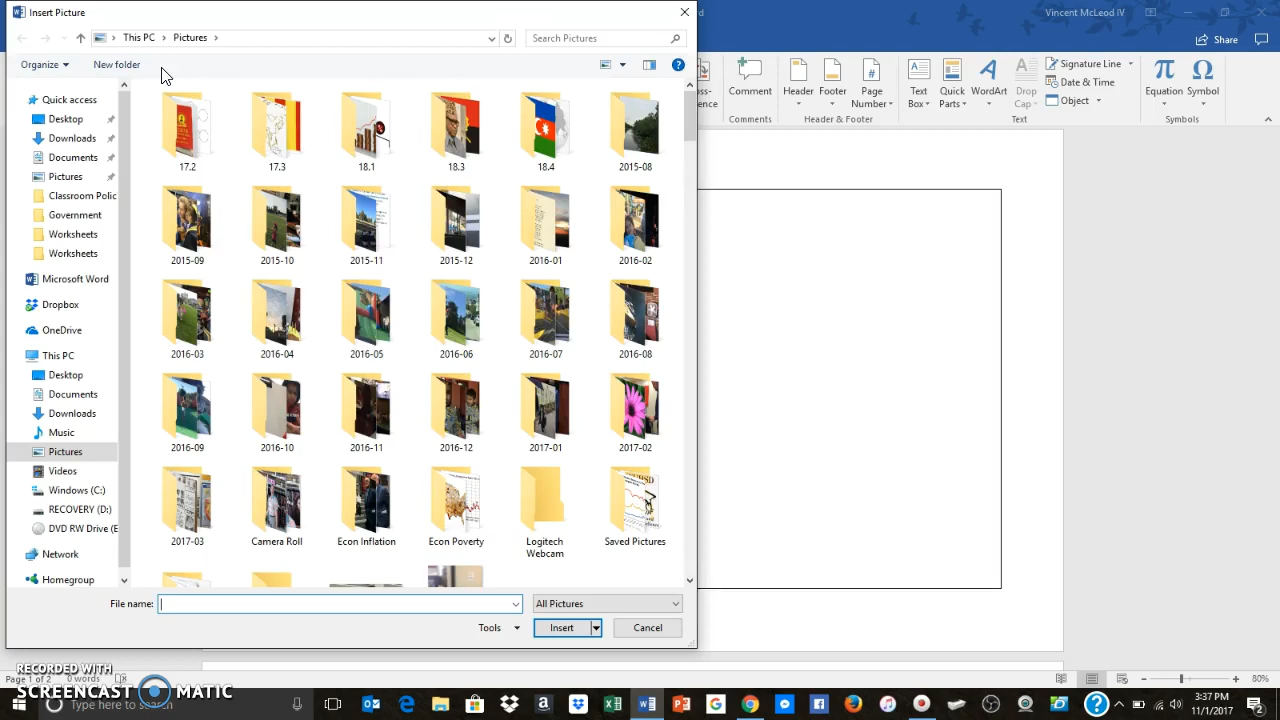 Insert Picture
rd
Vincent McLeod IV
This PC
Pictures
Search Pictures
Share
Organize
New folder
Signature Line
Date & Time
Object
ross-
rence
Comment
Header
Footer
Page
Number
Text
Box
Quick
Parts
WordArt
Drop
Cap
Equation
Symbol
Comments
Header & Footer
Text
Symbols
Quick access
Desktop
Downloads
Documents
Pictures
Classroom Polic
Government
Worksheets
Worksheets
Microsoft Word
Dropbox
OneDrive
This PC
Desktop
Documents
Downloads
Music
Pictures
Videos
Windows (C:)
RECOVERY (D:)
DVD RW Drive (E
Network
Homegroup
17.2
17.3
18.1
18.3
18.4
2015-08
2015-09
2015-10
2015-11
2015-12
2016-01
2016-02
2016-03
2016-04
2016-05
2016-06
2016-07
2016-08
2016-09
2016-10
2016-11
2016-12
2017-01
2017-02
2017-03
Camera Roll
Econ Inflation
Econ Poverty
Logitech
Webcam
Saved Pictures
File name:
All Pictures
Tools
Insert
Cancel
RECORDED WITH
SCREENCAST MATIC
Page 1 of 2
0 words
80%
Type here to search
3:37 PM
11/1/2017